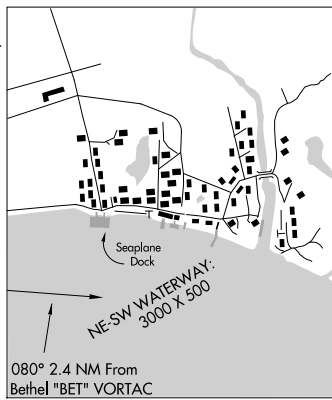 Seaplane
Dock
NE-SW WATERWAY:
3000 X 500
080° 2.4 NM From
Bethel "BET" VORTAC